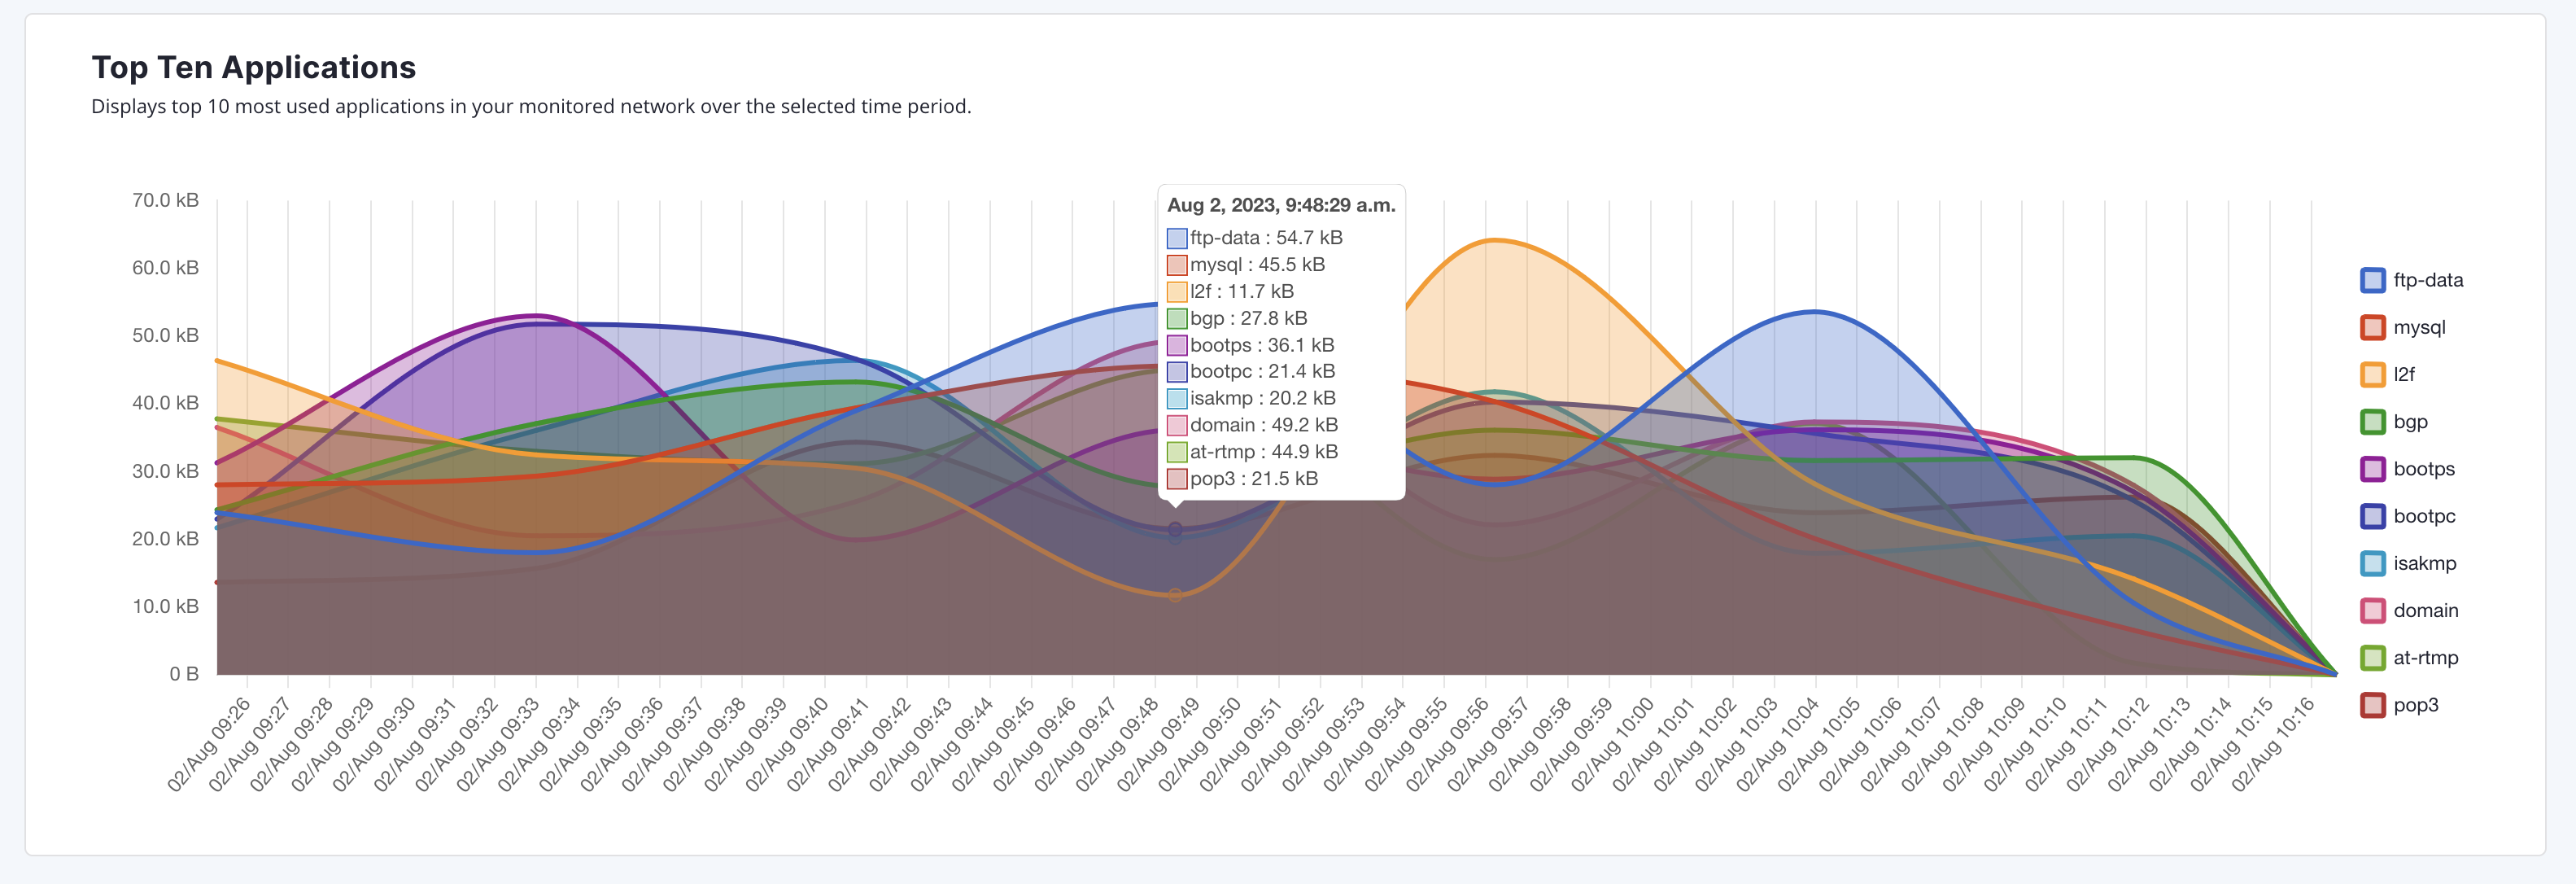 Top Ten Applications
Displays top 10 most used applications in your monitored network over the selected time period.
70.0 kB
60.0 kB
50.0 kB
40.0 kB
30.0 kB
20.0 kB
10.0 kB
0 B
Aug 2, 2023, 9:48:29 a.m.
ftp-data : 54.7 kB
mysql : 45.5 kB
l2f : 11.7 kB
bgp : 27.8 kB
bootps : 36.1 kB
bootpc : 21.4 kB
isakmp : 20.2 kB
domain : 49.2 kB
at-rtmp : 44.9 kB
pop3 : 21.5 kB
ftp-data
mysql
l2f
bgp
bootps
bootpc
isakmp
domain
at-rtmp
pop3
02/Aug 09:26
02/Aug 09:27
02/Aug 09:28
02/Aug 09:29
02/Aug 09:30
02/Aug 09:31
02/Aug 09:32
02/Aug 09:33
02/Aug 09:34
02/Aug 09:35
02/Aug 09:36
02/Aug 09:37
02/Aug 09:38
02/Aug 09:39
02/Aug 09:40
02/Aug 09:41
02/Aug 09:42
02/Aug 09:43
02/Aug 09:44
02/Aug 09:45
02/Aug 09:46
02/Aug 09:47
02/Aug 09:48
02/Aug 09:49
02/Aug 09:50
02/Aug 09:51
02/Aug 09:52
02/Aug 09:53
02/Aug 09:54
02/Aug 09:55
02/Aug 09:56
02/Aug 09:57
02/Aug 09:58
02/Aug 09:59
02/Aug 10:00
02/Aug 10:01
02/Aug 10:02
02/Aug 10:03
02/Aug 10:04
02/Aug 10:05
02/Aug 10:06
02/Aug 10:07
02/Aug 10:08
02/Aug 10:09
02/Aug 10:10
02/Aug 10:11
02/Aug 10:12
02/Aug 10:13
02/Aug 10:14
02/Aug 10:15
02/Aug 10:16